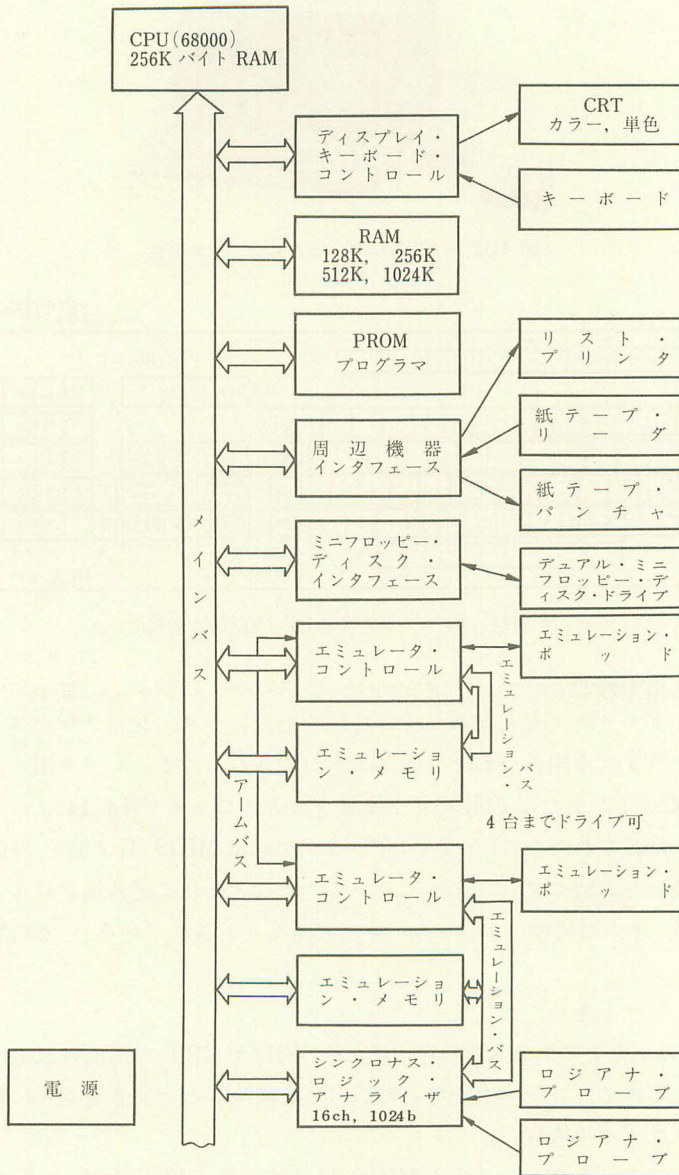 CPU(68000)
256K バイト RAM
ディスプレイ・
キーボード・
コントロール
CRT
カラー, 単色
キーボード
RAM
128K, 256K
512K, 1024K
PROM
プログラマ
周辺機器
インタフェース
リスト・
プリンタ
紙テープ・
リーダ
紙テープ・
パンチャ
メインバス
ミニフロッピー・
ディスク・
インタフェース
デュアル・ミニ
フロッピー・デ
ィスク・ドライブ
エミュレータ・
コントロール
エミュレーション・
ポッド
エミュレーション・
バス
エミュレーショ
ン・メモリ
アームバス
4 台までドライブ可
エミュレータ・
コントロール
エミュレーション・
ポッド
エミュレーション・バス
エミュレーショ
ン・メモリ
シンクロナス・
ロジック・
アナライザ
16ch, 1024b
ロジアナ・
プローブ
ロジアナ・
プローブ
電源